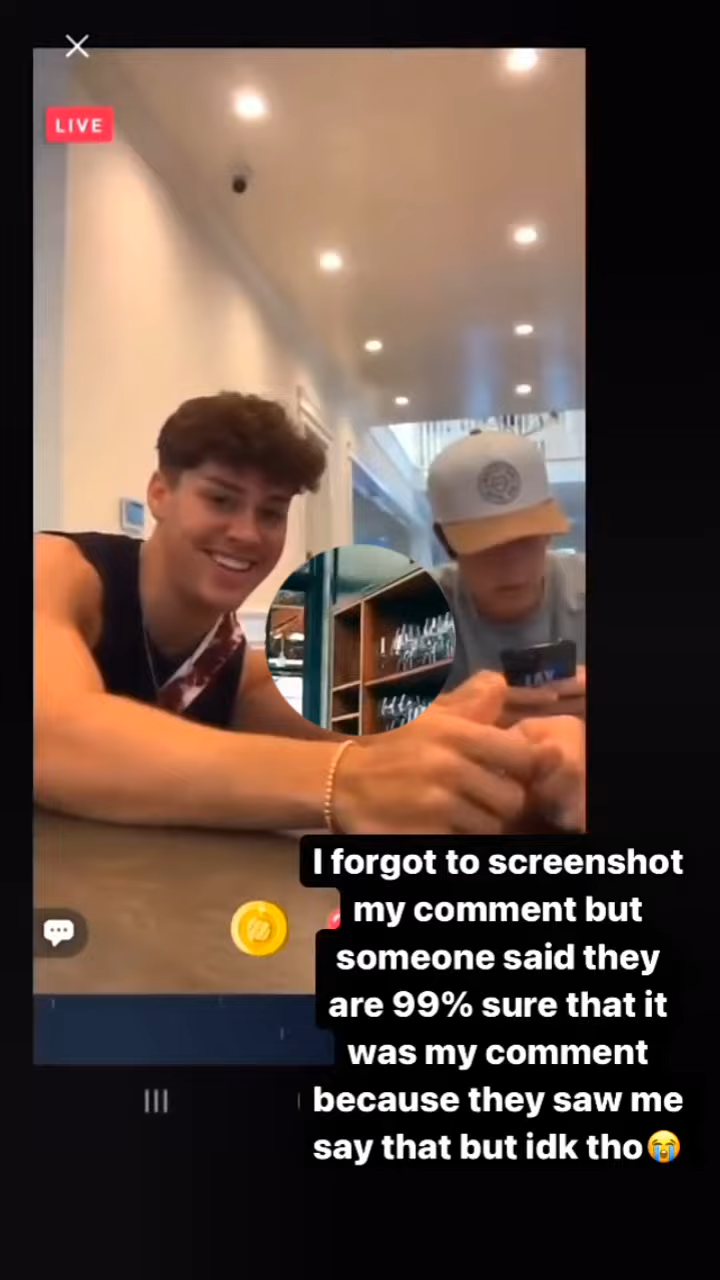 LIVE
I forgot to screenshot
my comment but
someone said they
are 99% sure that it
was my comment
because they saw me
say that but idk tho😭